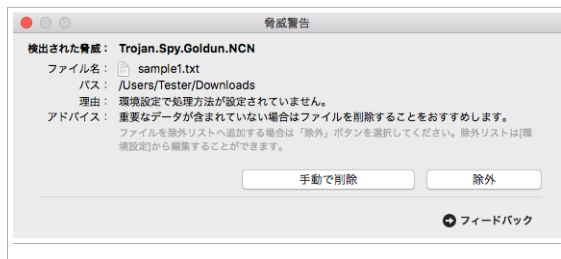 脅威警告
検出された脅威： Trojan.Spy.Goldun.NCN
ファイル名： sample1.txt
パス： /Users/Tester/Downloads
理由： 環境設定で処理方法が設定されていません。
アドバイス： 重要なデータが含まれていない場合はファイルを削除することをおすすめします。
ファイルを除外リストへ追加する場合は「除外」ボタンを選択してください。除外リストは[環
境設定]から編集することができます。
手動で削除 除外
フィードバック